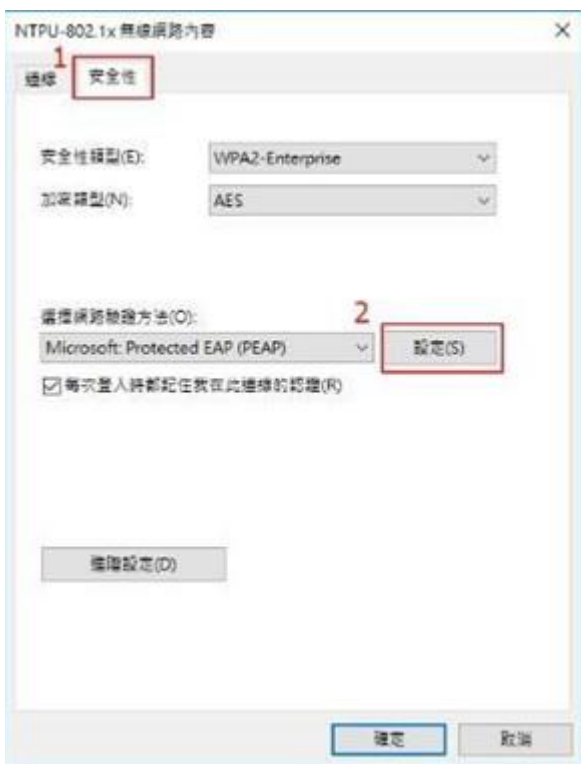 NTPU-802.1x 無線網路內容
1
連線 安全性
安全性類型(E): WPA2-Enterprise
加密類型(N): AES
選擇網路驗證方法(O):
2
Microsoft: Protected EAP (PEAP) 設定(S)
每次登入時都記住我在此連線的認證(R)
進階設定(D)
確定 取消